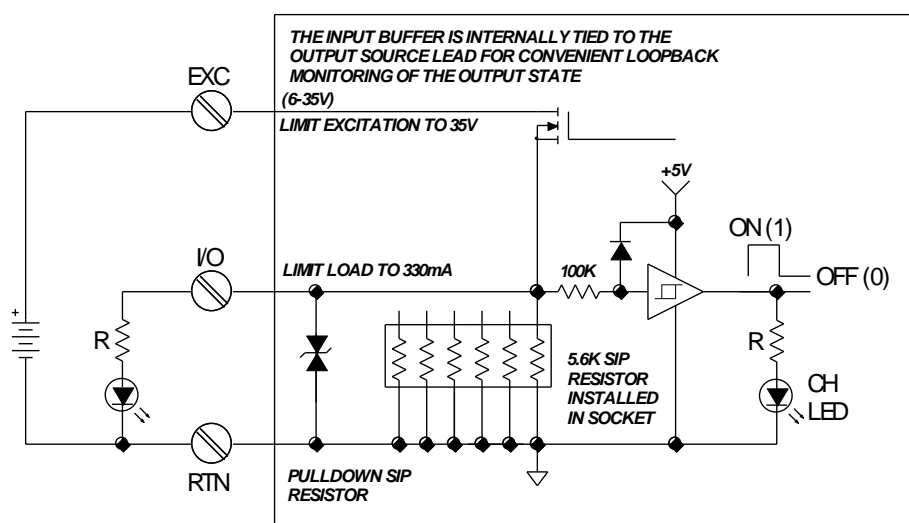 THE INPUT BUFFER IS INTERNALLY TIED TO THE
OUTPUT SOURCE LEAD FOR CONVENIENT LOOPBACK
MONITORING OF THE OUTPUT STATE
EXC
(6-35V)
LIMIT EXCITATION TO 35V
+5V
ON (1)
I/O
LIMIT LOAD TO 330mA
100K
OFF (0)
+
R
5.6K SIP
RESISTOR
INSTALLED
IN SOCKET
R
CH
LED
RTN
PULLDOWN SIP
RESISTOR